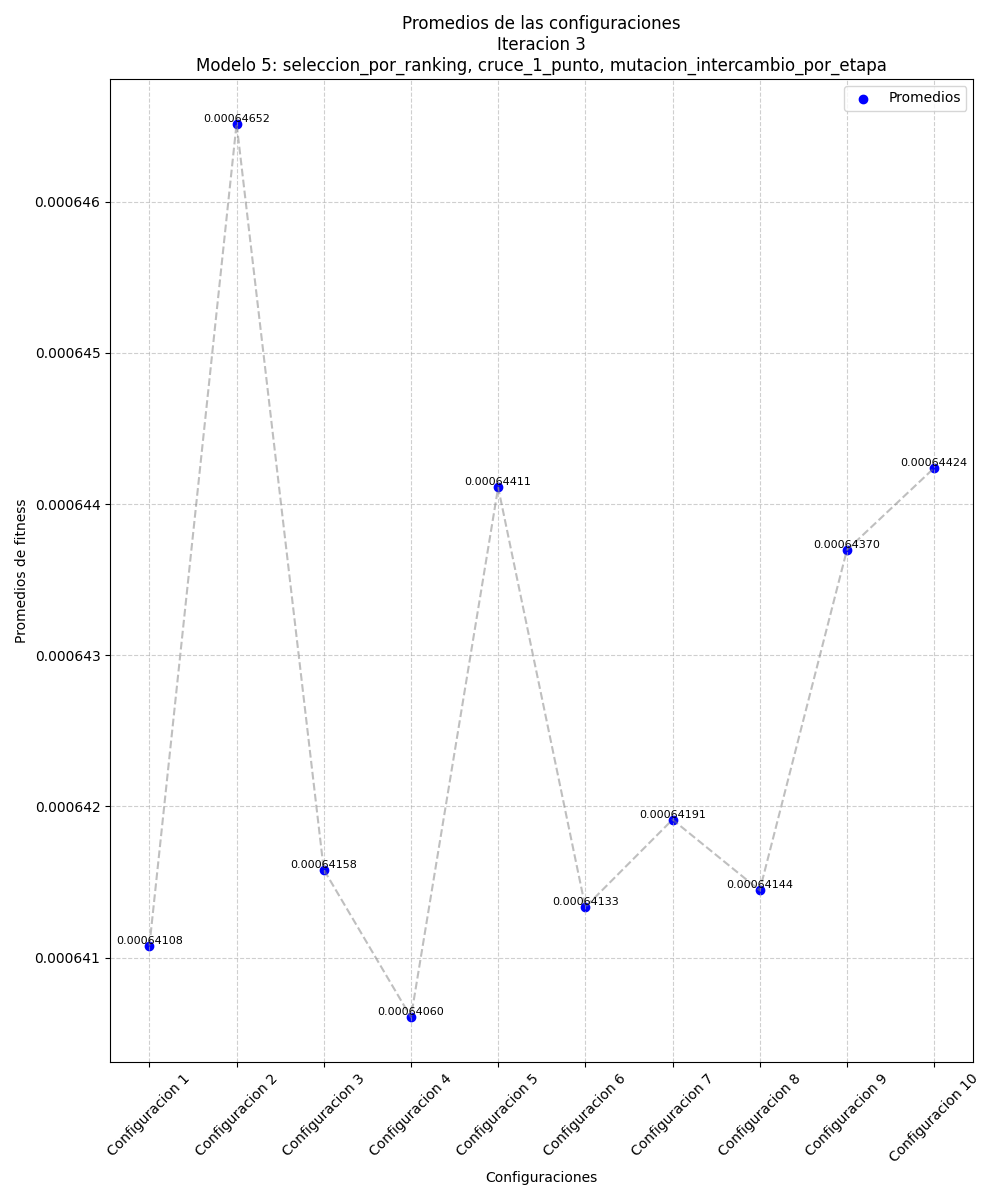 Promedios de las configuraciones
Iteracion 3
Modelo 5: seleccion_por_ranking, cruce_1_punto, mutacion_intercambio_por_etapa
Promedios
0.00064652
0.000646
0.000645
0.00064424
0.00064411
0.000644
0.00064370
0.000643
0.000642
0.00064191
0.00064158
0.00064144
0.00064133
0.00064108
0.000641
0.00064060
Promedios de fitness
Configuracion 1
Configuracion 2
Configuracion 3
Configuracion 4
Configuracion 5
Configuracion 6
Configuracion 7
Configuracion 8
Configuracion 9
Configuracion 10
Configuraciones